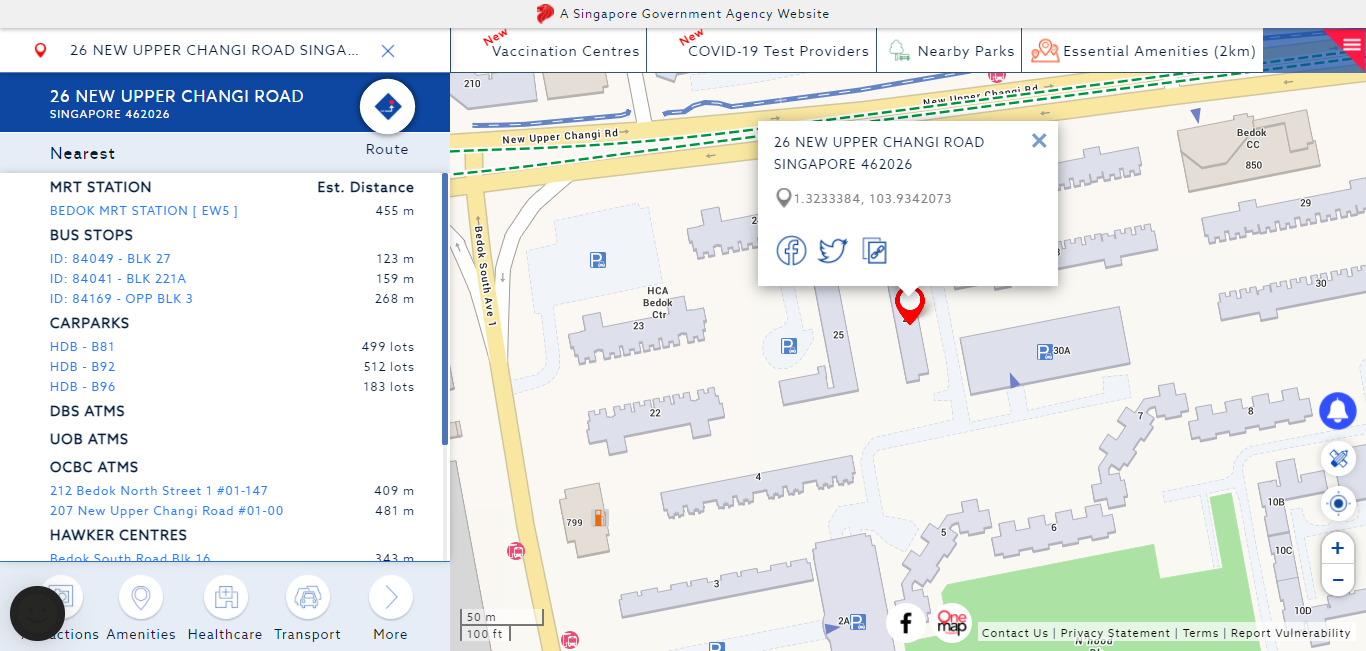 A Singapore Government Agency Website
26 NEW UPPER CHANGI ROAD SINGA...
New
Vaccination Centres
New
COVID-19 Test Providers
Nearby Parks
Essential Amenities (2km)
26 NEW UPPER CHANGI ROAD
SINGAPORE 462026
Route
Nearest
MRT STATION Est. Distance
BEDOK MRT STATION [ EW5 ] 455 m
BUS STOPS
ID: 84049 - BLK 27 123 m
ID: 84041 - BLK 221A 159 m
ID: 84169 - OPP BLK 3 268 m
CARPARKS
HDB - B81 499 lots
HDB - B92 512 lots
HDB - B96 183 lots
DBS ATMS
UOB ATMS
OCBC ATMS
212 Bedok North Street 1 #01-147 409 m
207 New Upper Changi Road #01-00 481 m
HAWKER CENTRES
Bedok South Road Blk 16 343 m
Amenities
Healthcare
Transport
More
210
New Upper Changi Rd
New Upper Changi Rd
Bedok South Ave 1
26 NEW UPPER CHANGI ROAD
SINGAPORE 462026
1.3233384, 103.9342073
Bedok
CC
850
29
30
HCA
Bedok
Ctr
23
25
30A
22
7
8
4
799
5
6
10B
10C
3
10D
2A
50 m
100 ft
One
map
+
−
Contact Us | Privacy Statement | Terms | Report Vulnerability